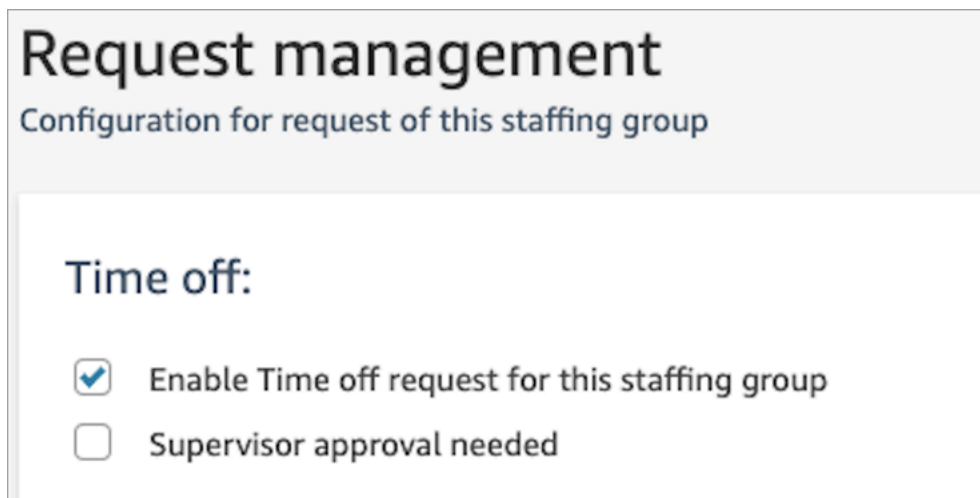 Request management
Configuration for request of this staffing group
Time off:
Enable Time off request for this staffing group
Supervisor approval needed